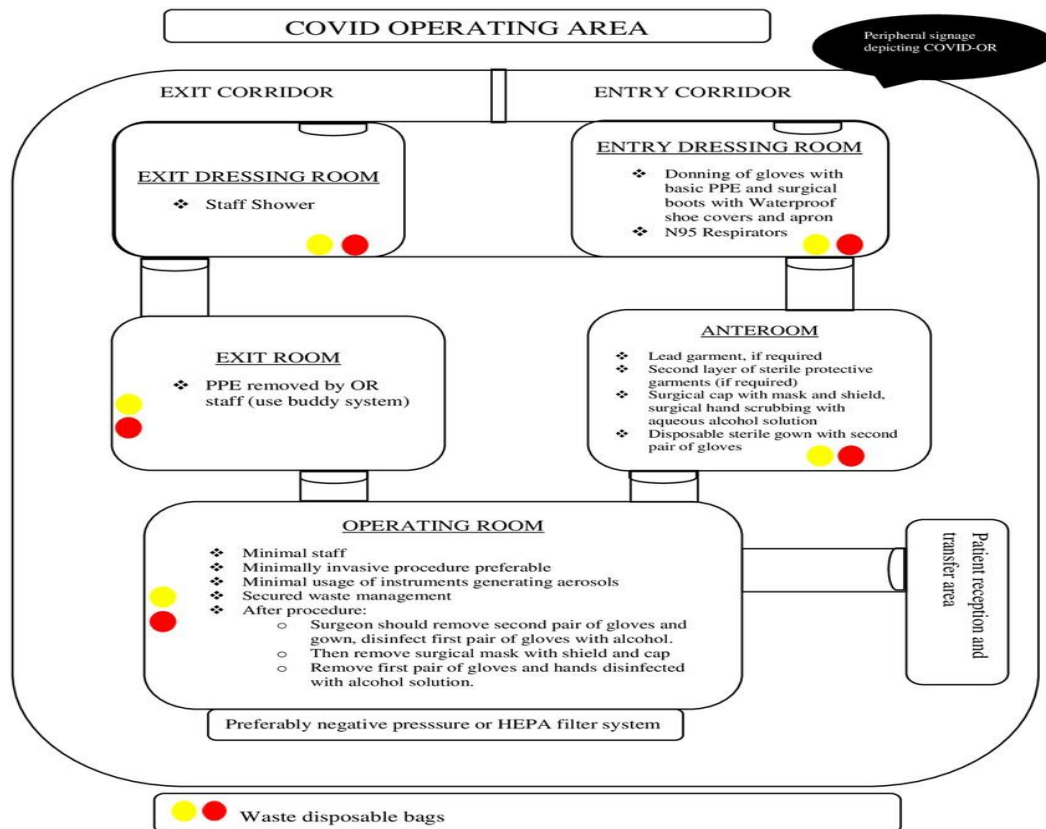 COVID OPERATING AREA
Peripheral signage
depicting COVID-OR
EXIT CORRIDOR
ENTRY CORRIDOR
EXIT DRESSING ROOM
❖ Staff Shower
ENTRY DRESSING ROOM
❖ Donning of gloves with
basic PPE and surgical
boots with Waterproof
shoe covers and apron
❖ N95 Respirators
EXIT ROOM
❖ PPE removed by OR
staff (use buddy system)
ANTEROOM
❖ Lead garment, if required
❖ Second layer of sterile protective
garments (if required)
❖ Surgical cap with mask and shield,
surgical hand scrubbing with
aqueous alcohol solution
❖ Disposable sterile gown with second
pair of gloves
OPERATING ROOM
❖ Minimal staff
❖ Minimally invasive procedure preferable
❖ Minimal usage of instruments generating aerosols
❖ Secured waste management
❖ After procedure:
o Surgeon should remove second pair of gloves and
gown, disinfect first pair of gloves with alcohol.
o Then remove surgical mask with shield and cap
o Remove first pair of gloves and hands disinfected
with alcohol solution.
Patient reception and
transfer area
Preferably negative pressure or HEPA filter system
Waste disposable bags